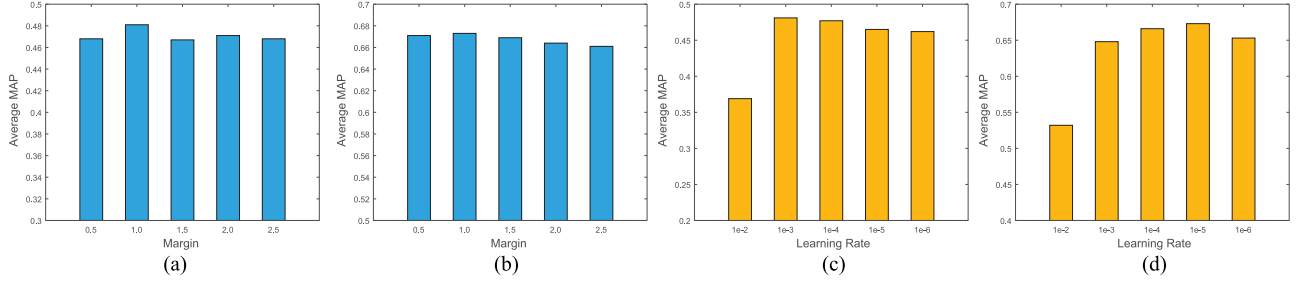 0.5
0.48
0.46
0.44
0.42
0.4
0.38
0.36
0.34
0.32
0.3
Average MAP
0.5 1.0 1.5 2.0 2.5
Margin
(a)
0.7
0.68
0.66
0.64
0.62
0.6
0.58
0.56
0.54
0.52
0.5
Average MAP
0.5 1.0 1.5 2.0 2.5
Margin
(b)
0.5
0.45
0.4
0.35
0.3
0.25
0.2
Average MAP
1e-2 1e-3 1e-4 1e-5 1e-6
Learning Rate
(c)
0.7
0.65
0.6
0.55
0.5
0.45
0.4
Average MAP
1e-2 1e-3 1e-4 1e-5 1e-6
Learning Rate
(d)